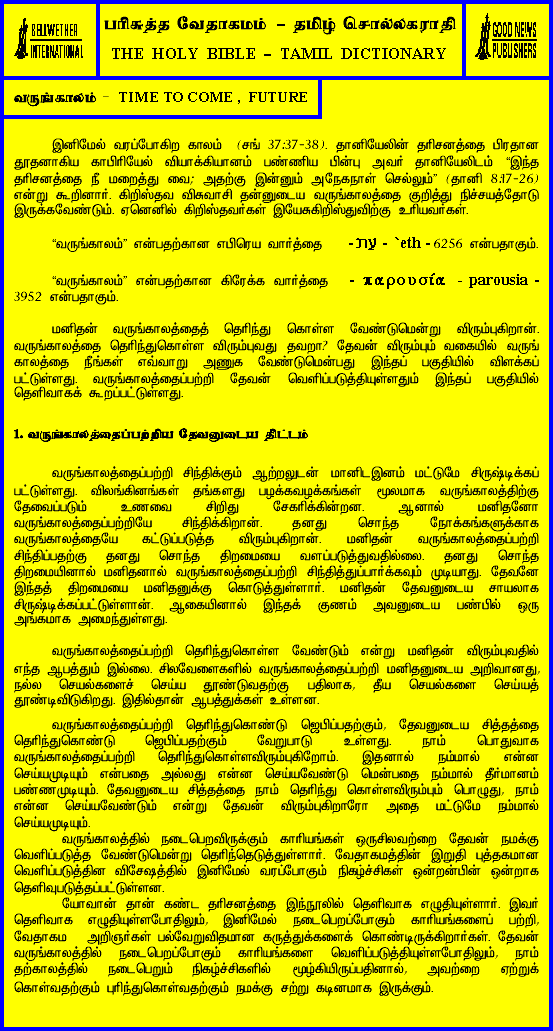 BELLWETHER
INTERNATIONAL
பரிசுத்த வேதாகமம் – தமிழ் சொல்லகராதி
THE HOLY BIBLE – TAMIL DICTIONARY
GOOD NEWS
PUBLISHERS
வருங்காலம் – TIME TO COME , FUTURE
இனிமேல் வரப்போகிற காலம் (சங் 37:37-38). தானியேலின் தரிசனத்தை பிரதான
தூதனாகிய காபிரியேல் வியாக்கியானம் பண்ணிய பின்பு அவர் தானியேலிடம் “இந்த
தரிசனத்தை நீ மறைத்து வை; அதற்கு இன்னும் அநேகநாள் செல்லும்” (தானி 8:17-26)
என்று கூறினார். கிறிஸ்தவ விசுவாசி தன்னுடைய வருங்காலத்தை குறித்து நிச்சயத்தோடு
இருக்கவேண்டும். ஏனெனில் கிறிஸ்தவர்கள் இயேசுகிறிஸ்துவிற்கு உரியவர்கள்.
“வருங்காலம்” என்பதற்கான எபிரெய வார்த்தை - עת - `eth - 6256 என்பதாகும்.
“வருங்காலம்” என்பதற்கான கிரேக்க வார்த்தை - παρουσία - parousia -
3952 என்பதாகும்.
மனிதன் வருங்காலத்தைத் தெரிந்து கொள்ள வேண்டுமென்று விரும்புகிறான்.
வருங்காலத்தை தெரிந்துகொள்ள விரும்புவது தவறா? தேவன் விரும்பும் வகையில் வருங்
காலத்தை நீங்கள் எவ்வாறு அணுக வேண்டுமென்பது இந்தப் பகுதியில் விளக்கப்
பட்டுள்ளது. வருங்காலத்தைப்பற்றி தேவன் வெளிப்படுத்தியுள்ளதும் இந்தப் பகுதியில்
தெளிவாகக் கூறப்பட்டுள்ளது.
1. வருங்காலத்தைப்பற்றிய தேவனுடைய திட்டம்
வருங்காலத்தைப்பற்றி சிந்திக்கும் ஆற்றலுடன் மானிடஇனம் மட்டுமே சிருஷ்டிக்கப்
பட்டுள்ளது. விலங்கினங்கள் தங்களது பழக்கவழக்கங்கள் மூலமாக வருங்காலத்திற்கு
தேவைப்படும் உணவை சிறிது சேகரிக்கின்றன. ஆனால் மனிதனோ
வருங்காலத்தைப்பற்றியே சிந்திக்கிறான். தனது சொந்த நோக்கங்களுக்காக
வருங்காலத்தையே கட்டுப்படுத்த விரும்புகிறான். மனிதன் வருங்காலத்தைப்பற்றி
சிந்திப்பதற்கு தனது சொந்த திறமையை வளப்படுத்துவதில்லை. தனது சொந்த
திறமையினால் மனிதனால் வருங்காலத்தைப்பற்றி சிந்தித்துப்பார்க்கவும் முடியாது. தேவனே
இந்தத் திறமையை மனிதனுக்கு கொடுத்துள்ளார். மனிதன் தேவனுடைய சாயலாக
சிருஷ்டிக்கப்பட்டுள்ளான். ஆகையினால் இந்தக் குணம் அவனுடைய பண்பில் ஒரு
அங்கமாக அமைந்துள்ளது.
வருங்காலத்தைப்பற்றி தெரிந்துகொள்ள வேண்டும் என்று மனிதன் விரும்புவதில்
எந்த ஆபத்தும் இல்லை. சிலவேளைகளில் வருங்காலத்தைப்பற்றி மனிதனுடைய அறிவானது,
நல்ல செயல்களைச் செய்ய தூண்டுவதற்கு பதிலாக, தீய செயல்களை செய்யத்
தூண்டிவிடுகிறது. இதில்தான் ஆபத்துக்கள் உள்ளன.
வருங்காலத்தைப்பற்றி தெரிந்துகொண்டு ஜெபிப்பதற்கும், தேவனுடைய சித்தத்தை
தெரிந்துகொண்டு ஜெபிப்பதற்கும் வேறுபாடு உள்ளது. நாம் பொதுவாக
வருங்காலத்தைப்பற்றி தெரிந்துகொள்ளவிரும்புகிறோம். இதனால் நம்மால் என்ன
செய்யமுடியும் என்பதை அல்லது என்ன செய்யவேண்டு மென்பதை நம்மால் தீர்மானம்
பண்ணமுடியும். தேவனுடைய சித்தத்தை நாம் தெரிந்து கொள்ளவிரும்பும் பொழுது, நாம்
என்ன செய்யவேண்டும் என்று தேவன் விரும்புகிறாரோ அதை மட்டுமே நம்மால்
செய்யமுடியும்.
வருங்காலத்தில் நடைபெறவிருக்கும் காரியங்கள் ஒருசிலவற்றை தேவன் நமக்கு
வெளிப்படுத்த வேண்டுமென்று தெரிந்தெடுத்துள்ளார். வேதாகமத்தின் இறுதி புத்தகமான
வெளிப்படுத்தின விசேஷத்தில் இனிமேல் வரப்போகும் நிகழ்ச்சிகள் ஒன்றன்பின் ஒன்றாக
தெளிவுபடுத்தப்பட்டுள்ளன.
யோவான் தான் கண்ட தரிசனத்தை இந்நூலில் தெளிவாக எழுதியுள்ளார். இவர்
தெளிவாக எழுதியுள்ளபோதிலும், இனிமேல் நடைபெறப்போகும் காரியங்களைப் பற்றி,
வேதாகம அறிஞர்கள் பல்வேறுவிதமான கருத்துக்களைக் கொண்டிருக்கிறார்கள். தேவன்
வருங்காலத்தில் நடைபெறப்போகும் காரியங்களை வெளிப்படுத்தியுள்ளபோதிலும், நாம்
தற்காலத்தில் நடைபெறும் நிகழ்ச்சிகளில் மூழ்கியிருப்பதினால், அவற்றை ஏற்றுக்
கொள்வதற்கும் புரிந்துகொள்வதற்கும் நமக்கு சற்று கடினமாக இருக்கும்.